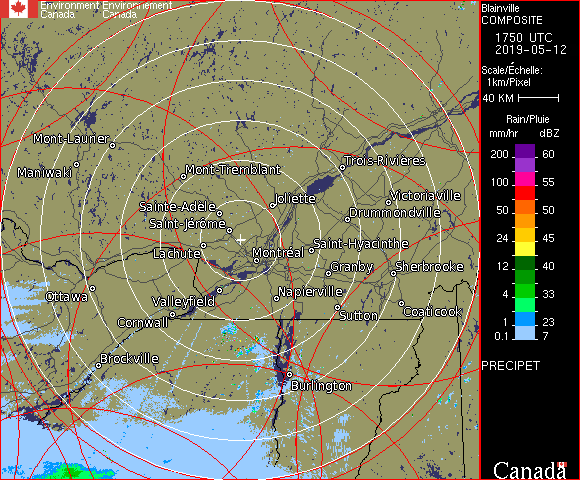 Environment Environnement
Canada Canada
Blainville
COMPOSITE
1750 UTC
2019-05-12
Scale/Échelle:
1km/Pixel
40 KM
Rain/Pluie
mm/hr dBZ
200 60
100 55
50 50
24 45
12 40
4 33
1 23
0.1 7
PRECIPET
Canada
Mont-Laurier
Maniwaki
Mont-Tremblant
Trois-Rivières
Joliette
Victoriaville
Sainte-Adèle
Drummondville
Saint-Jérôme
Lachute
Montréal
Saint-Hyacinthe
Granby
Sherbrooke
Ottawa
Valleyfield
Napierville
Cornwall
Sutton
Coaticook
Brockville
Burlington